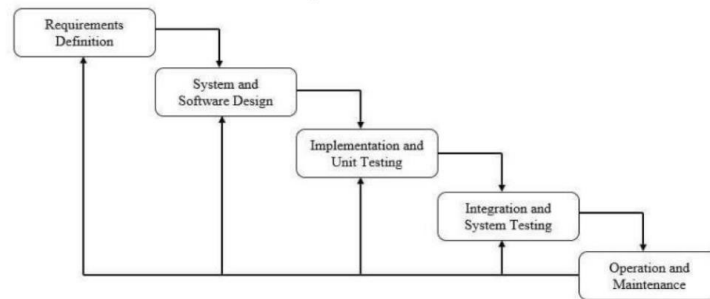 Requirements
Definition
System and
Software Design
Implementation and
Unit Testing
Integration and
System Testing
Operation and
Maintenance